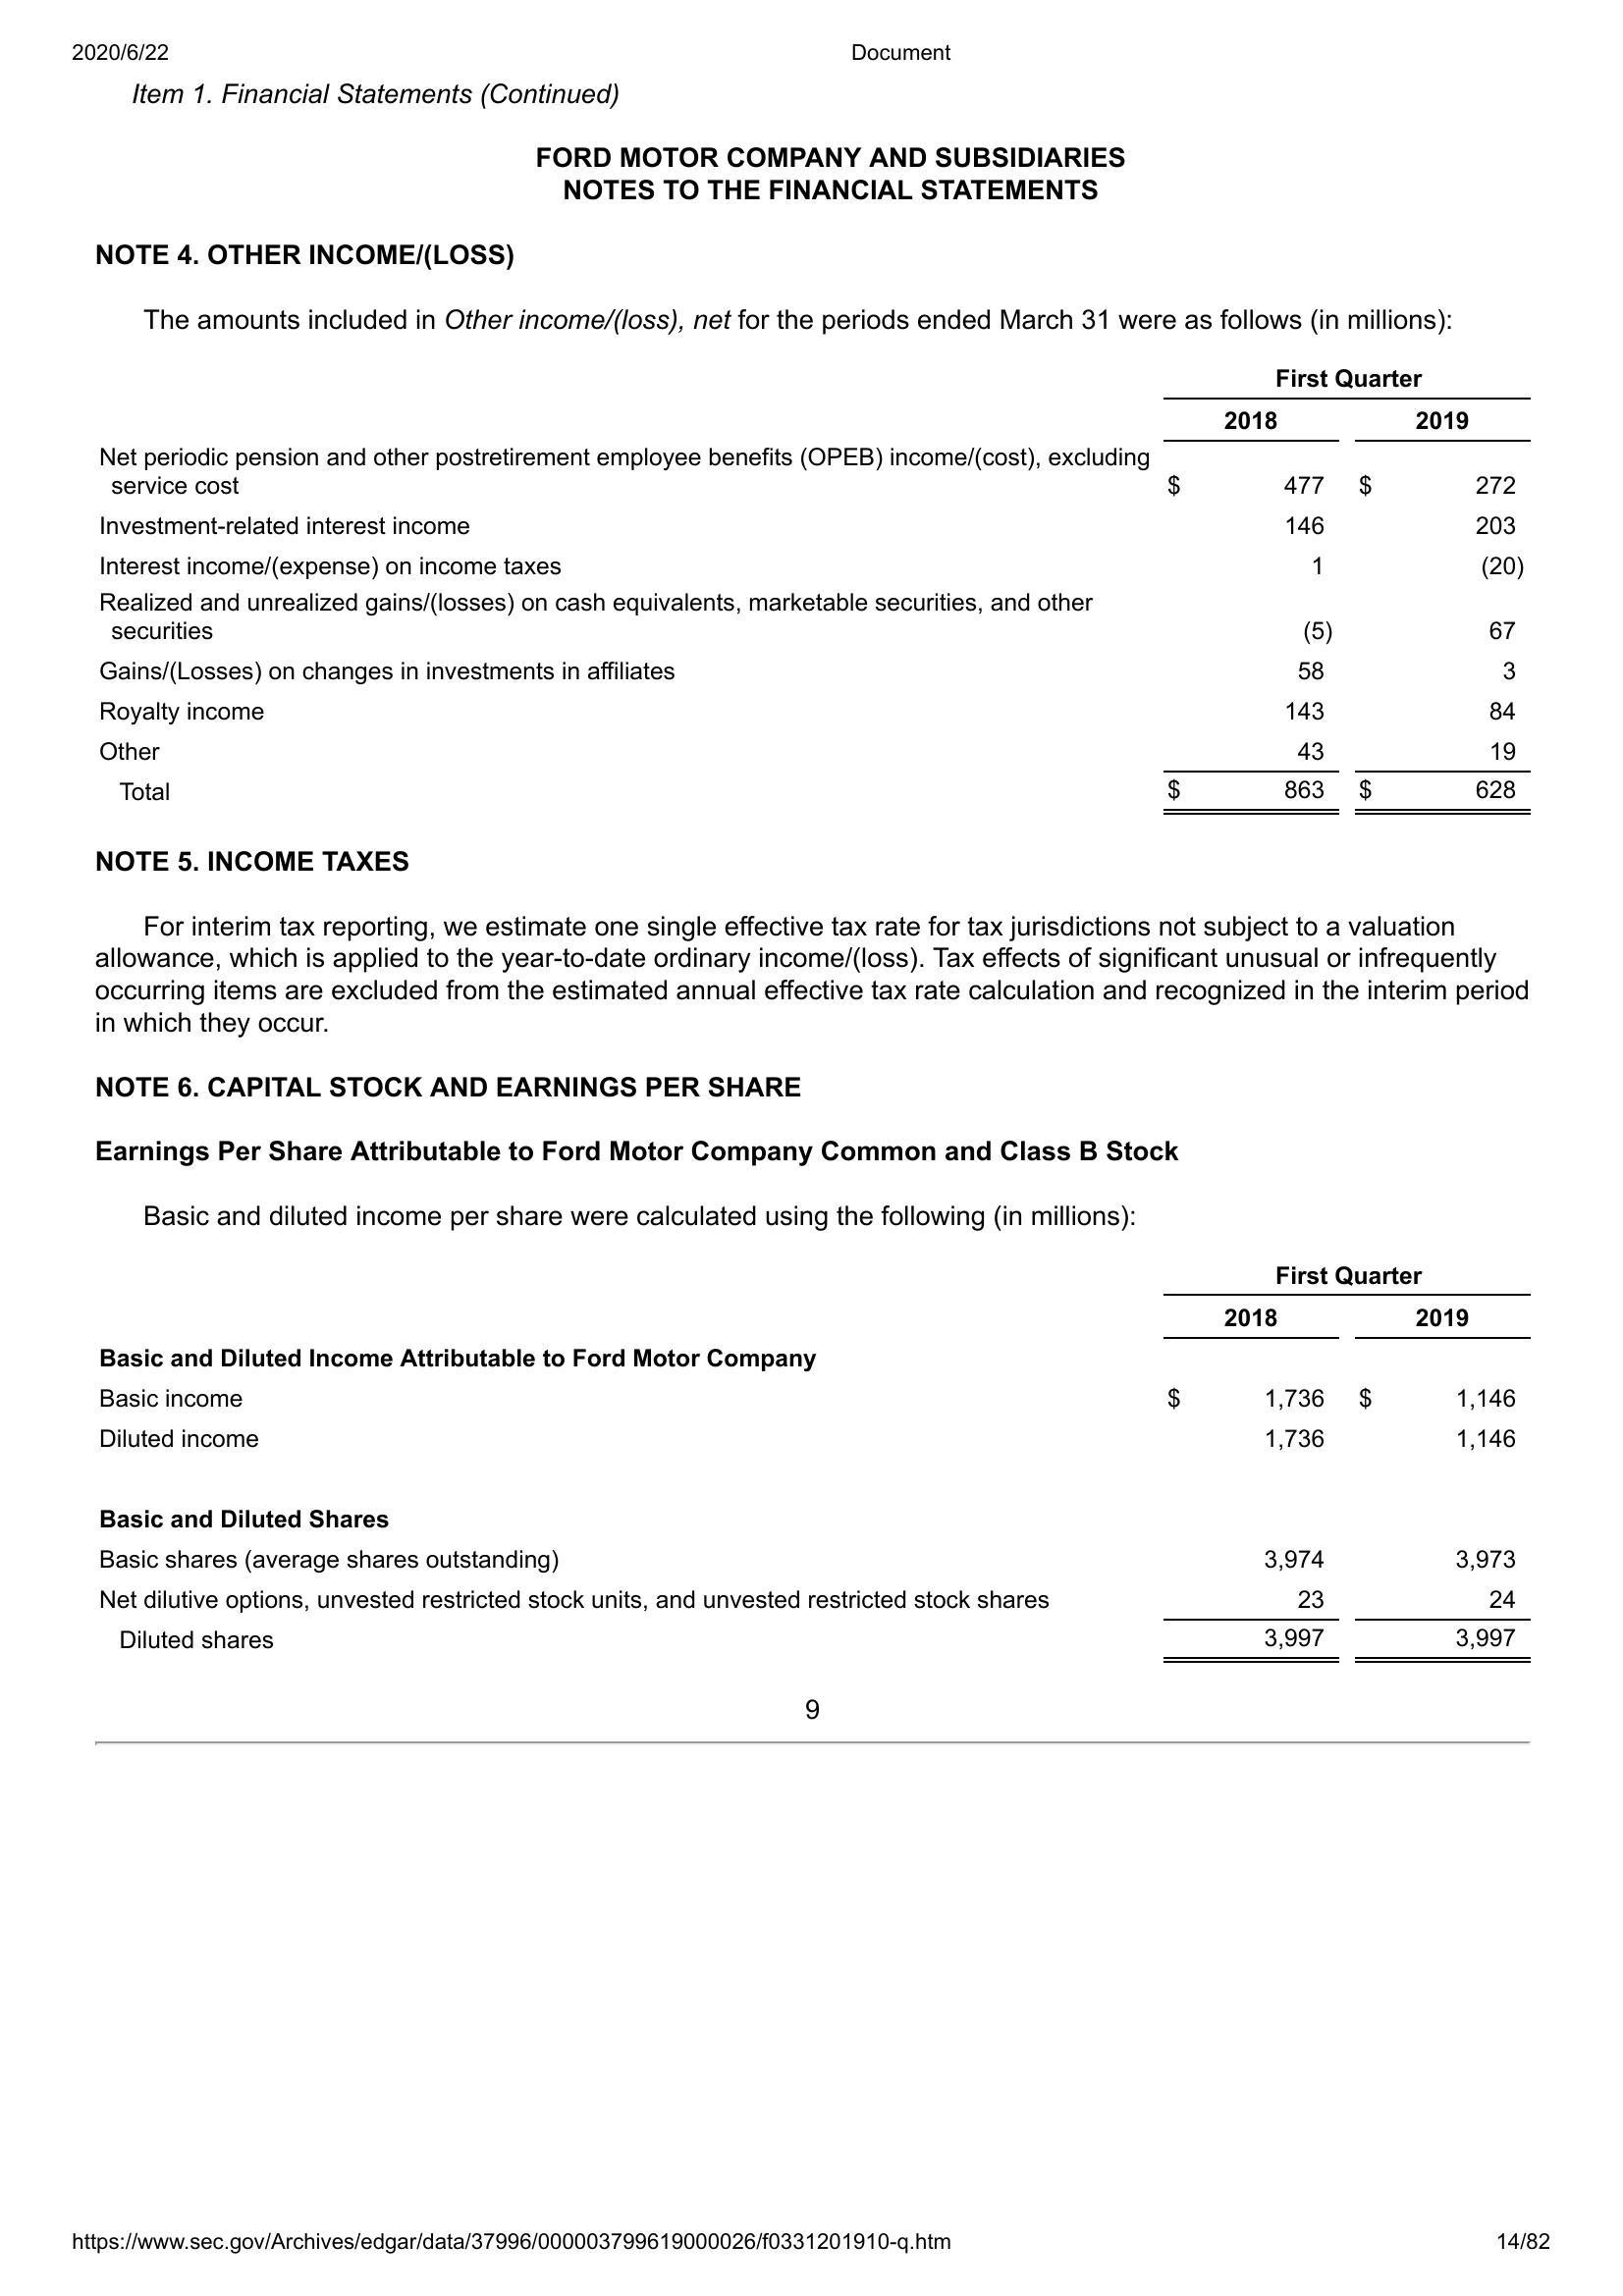 2020/6/22 Document
Item 1. Financial Statements (Continued)
FORD MOTOR COMPANY AND SUBSIDIARIES
NOTES TO THE FINANCIAL STATEMENTS
NOTE 4. OTHER INCOME/(LOSS)
The amounts included in Other income/(loss), net for the periods ended March 31 were as follows (in millions):
First Quarter
2018 2019
Net periodic pension and other postretirement employee benefits (OPEB) income/(cost), excluding
service cost $ 477 $ 272
Investment-related interest income 146 203
Interest income/(expense) on income taxes 1 (20)
Realized and unrealized gains/(losses) on cash equivalents, marketable securities, and other
securities (5) 67
Gains/(Losses) on changes in investments in affiliates 58 3
Royalty income 143 84
Other 43 19
Total $ 863 $ 628
NOTE 5. INCOME TAXES
For interim tax reporting, we estimate one single effective tax rate for tax jurisdictions not subject to a valuation
allowance, which is applied to the year-to-date ordinary income/(loss). Tax effects of significant unusual or infrequently
occurring items are excluded from the estimated annual effective tax rate calculation and recognized in the interim period
in which they occur.
NOTE 6. CAPITAL STOCK AND EARNINGS PER SHARE
Earnings Per Share Attributable to Ford Motor Company Common and Class B Stock
Basic and diluted income per share were calculated using the following (in millions):
First Quarter
2018 2019
Basic and Diluted Income Attributable to Ford Motor Company
Basic income $ 1,736 $ 1,146
Diluted income 1,736 1,146
Basic and Diluted Shares
Basic shares (average shares outstanding) 3,974 3,973
Net dilutive options, unvested restricted stock units, and unvested restricted stock shares 23 24
Diluted shares 3,997 3,997
9
https://www.sec.gov/Archives/edgar/data/37996/000003799619000026/f0331201910-q.htm 14/82